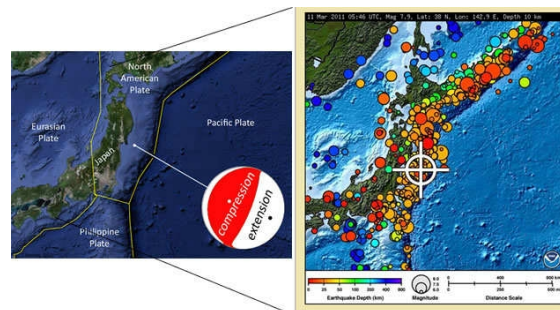 North
American
Plate
Eurasian
Plate
Pacific Plate
Japan
compression
extension
Philippine
Plate
11 Mar 2011 05:46 UTC, Mag 7.9, Lat: 38 N, Lon: 142.9 E, Depth 10 km
Earthquake Depth (km)
Magnitude
Distance Scale